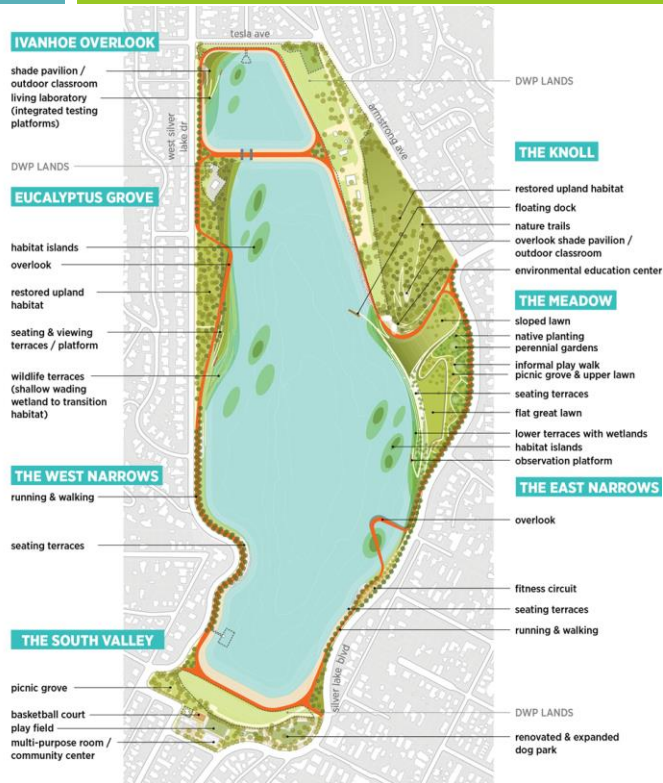 tesla ave
IVANHOE OVERLOOK
shade pavilion /
outdoor classroom
living laboratory
(integrated testing
platforms)
west silver
lake dr
DWP LANDS
EUCALYPTUS GROVE
habitat islands
overlook
restored upland
habitat
seating & viewing
terraces / platform
wildlife terraces
(shallow wading
wetland to transition
habitat)
THE WEST NARROWS
running & walking
seating terraces
THE SOUTH VALLEY
picnic grove
basketball court
play field
multi-purpose room /
community center
DWP LANDS
armstrong ave
THE KNOLL
restored upland habitat
floating dock
nature trails
overlook shade pavilion /
outdoor classroom
environmental education center
THE MEADOW
sloped lawn
native planting
perennial gardens
informal play walk
picnic grove & upper lawn
seating terraces
flat great lawn
lower terraces with wetlands
habitat islands
observation platform
THE EAST NARROWS
overlook
fitness circuit
seating terraces
running & walking
silver lake blvd
DWP LANDS
renovated & expanded
dog park